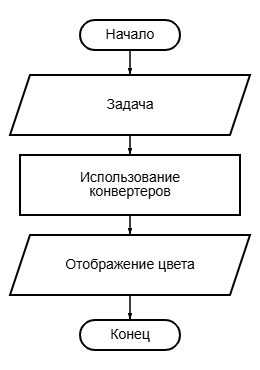 Начало
Задача
Использование
конвертеров
Отображение цвета
Конец